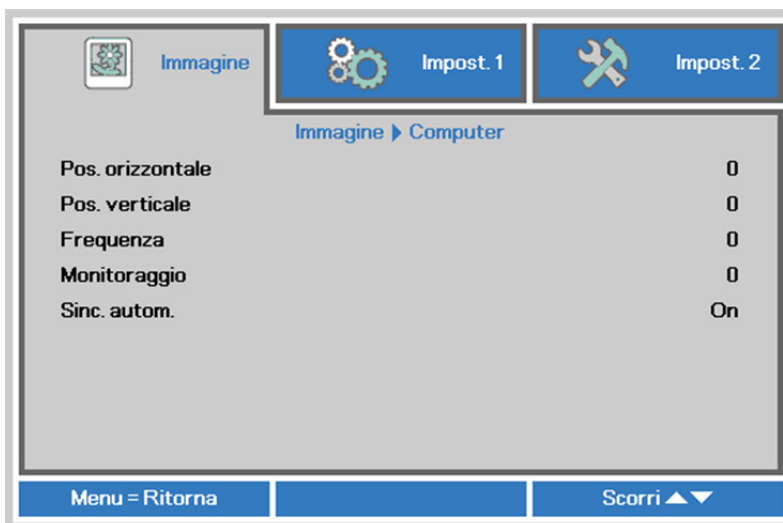 Immagine
Impost. 1
Impost. 2
Immagine ▶ Computer
Pos. orizzontale 0
Pos. verticale 0
Frequenza 0
Monitoraggio 0
Sinc. autom. On
Menu = Ritorna
Scorri ▲▼